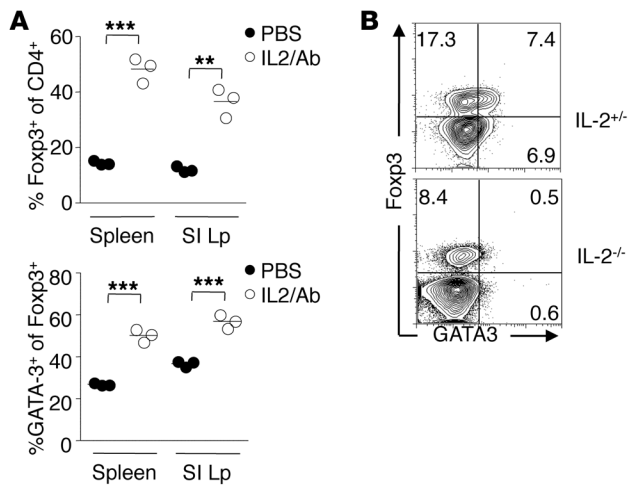 A
% Foxp3⁺ of CD4⁺
60
40
20
0
***
**
PBS
IL2/Ab
Spleen
SI Lp
%GATA-3⁺ of Foxp3⁺
80
60
40
20
0
***
***
PBS
IL2/Ab
Spleen
SI Lp
B
17.3
7.4
6.9
IL-2⁺/⁻
8.4
0.5
0.6
IL-2⁻/⁻
Foxp3
GATA3